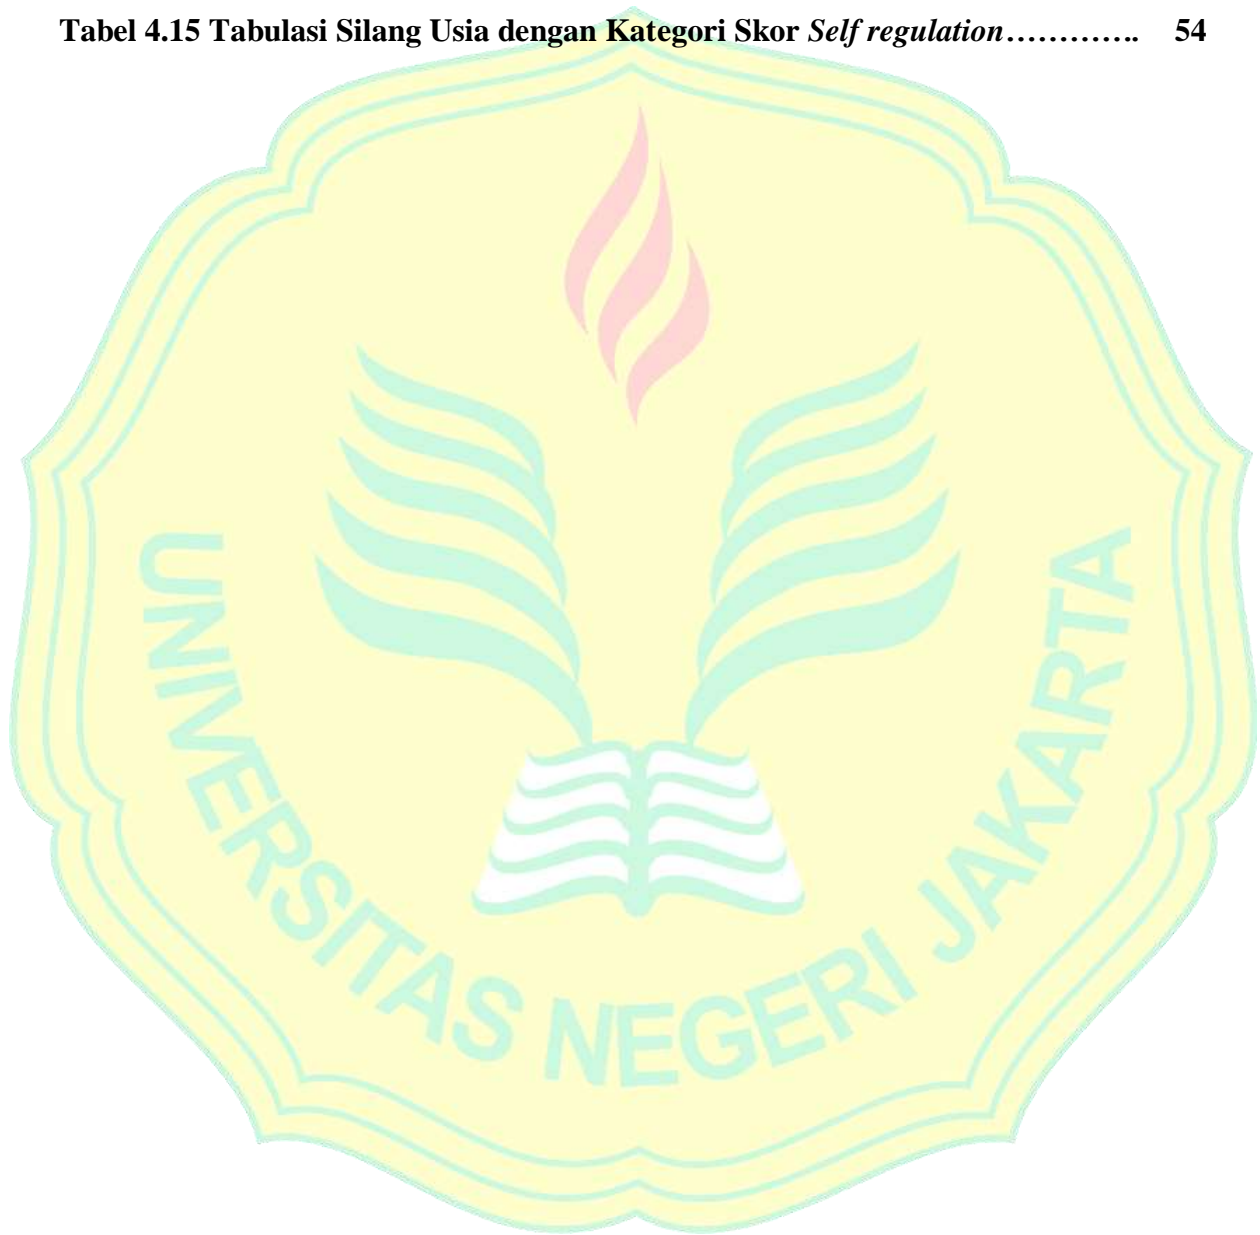 Tabel 4.15 Tabulasi Silang Usia dengan Kategori Skor Self regulation…………. 54
UNIVERSITAS NEGERI JAKARTA